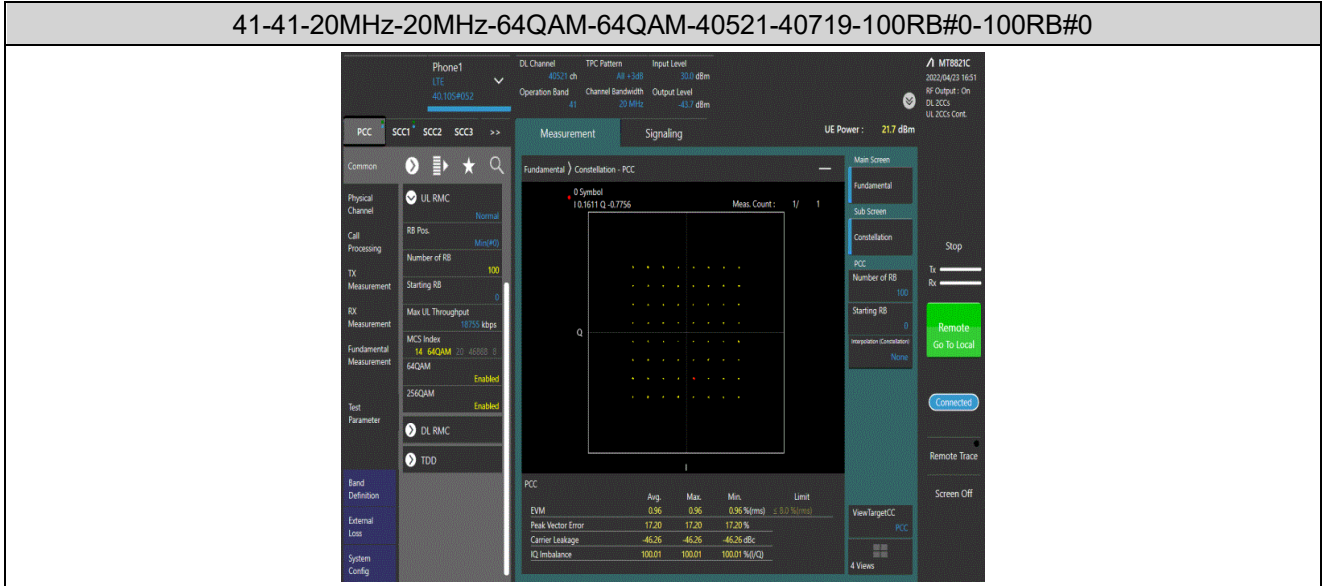 41-41-20MHz-20MHz-64QAM-64QAM-40521-40719-100RB#0-100RB#0
Phone1
LTE
40.10S#052
DL Channel TPC Pattern Input Level
40521 ch All +3dB 30.0 dBm
Operation Band Channel Bandwidth Output Level
41 20 MHz -43.7 dBm
MT8821C
2022/04/23 16:51
RF Output : On
DL 2CCs
UL 2CCs Cont.
PCC SCC1 SCC2 SCC3 >>
Measurement Signaling
UE Power : 21.7 dBm
Common
Physical
Channel
Call
Processing
TX
Measurement
RX
Measurement
Fundamental
Measurement
Test
Parameter
Band
Definition
External
Loss
System
Config
UL RMC
Normal
RB Pos.
Min(#0)
Number of RB
100
Starting RB
0
Max UL Throughput
18755 kbps
MCS Index
14 64QAM 20 46888 8
64QAM
Enabled
256QAM
Enabled
DL RMC
TDD
Fundamental Constellation - PCC
0 Symbol
I 0.1611 Q -0.7756 Meas. Count : 1/ 1
Q
I
PCC
Avg. Max. Min. Limit
EVM 0.96 0.96 0.96 %(rms) ≤ 8.0 %(rms)
Peak Vector Error 17.20 17.20 17.20 %
Carrier Leakage -46.26 -46.26 -46.26 dBc
IQ Imbalance 100.01 100.01 100.01 %(I/Q)
Main Screen
Fundamental
Sub Screen
Constellation
PCC
Number of RB
100
Starting RB
0
Interpolation (Constellation)
None
ViewTargetCC
PCC
4 Views
Stop
Tx
Rx
Remote
Go To Local
Connected
Remote Trace
Screen Off